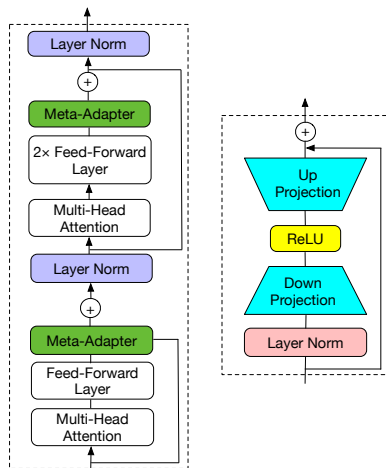 Layer Norm
+
Meta-Adapter
2× Feed-Forward
Layer
Multi-Head
Attention
Layer Norm
+
Meta-Adapter
Feed-Forward
Layer
Multi-Head
Attention
+
Up
Projection
ReLU
Down
Projection
Layer Norm